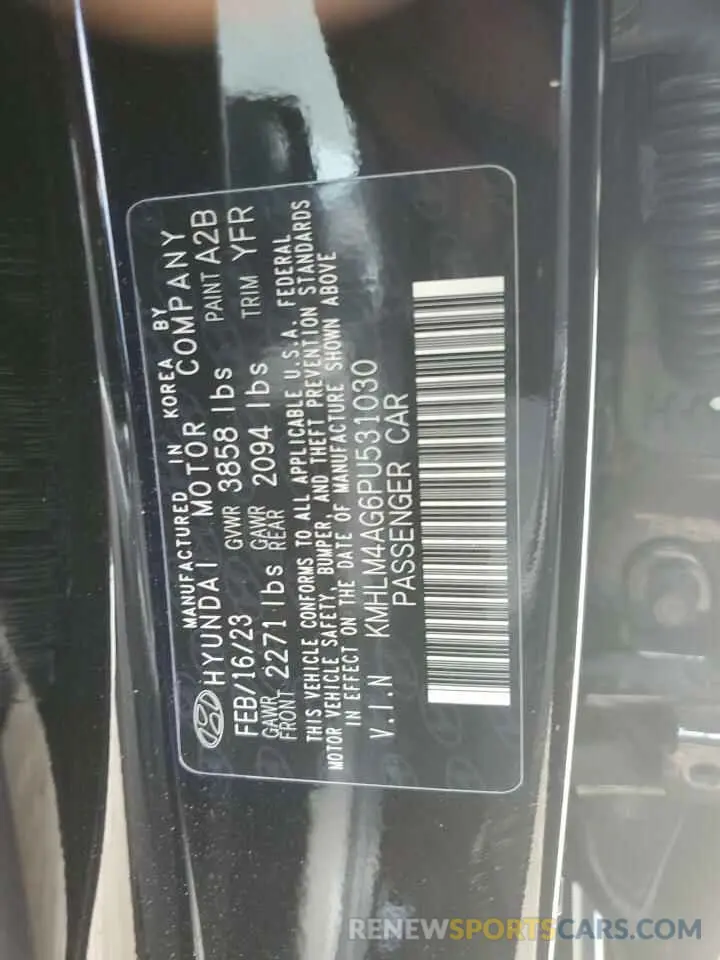 MANUFACTURED IN KOREA BY
HYUNDAI MOTOR COMPANY
FEB/16/23 GVWR 3858 lbs PAINT A2B
GAWR FRONT 2271 lbs GAWR REAR 2094 lbs TRIM YFR
THIS VEHICLE CONFORMS TO ALL APPLICABLE U.S.A. FEDERAL
MOTOR VEHICLE SAFETY, BUMPER, AND THEFT PREVENTION STANDARDS
IN EFFECT ON THE DATE OF MANUFACTURE SHOWN ABOVE
V.I.N KMHLM4AG6PU531030
PASSENGER CAR
RENEWSPORTSCARS.COM